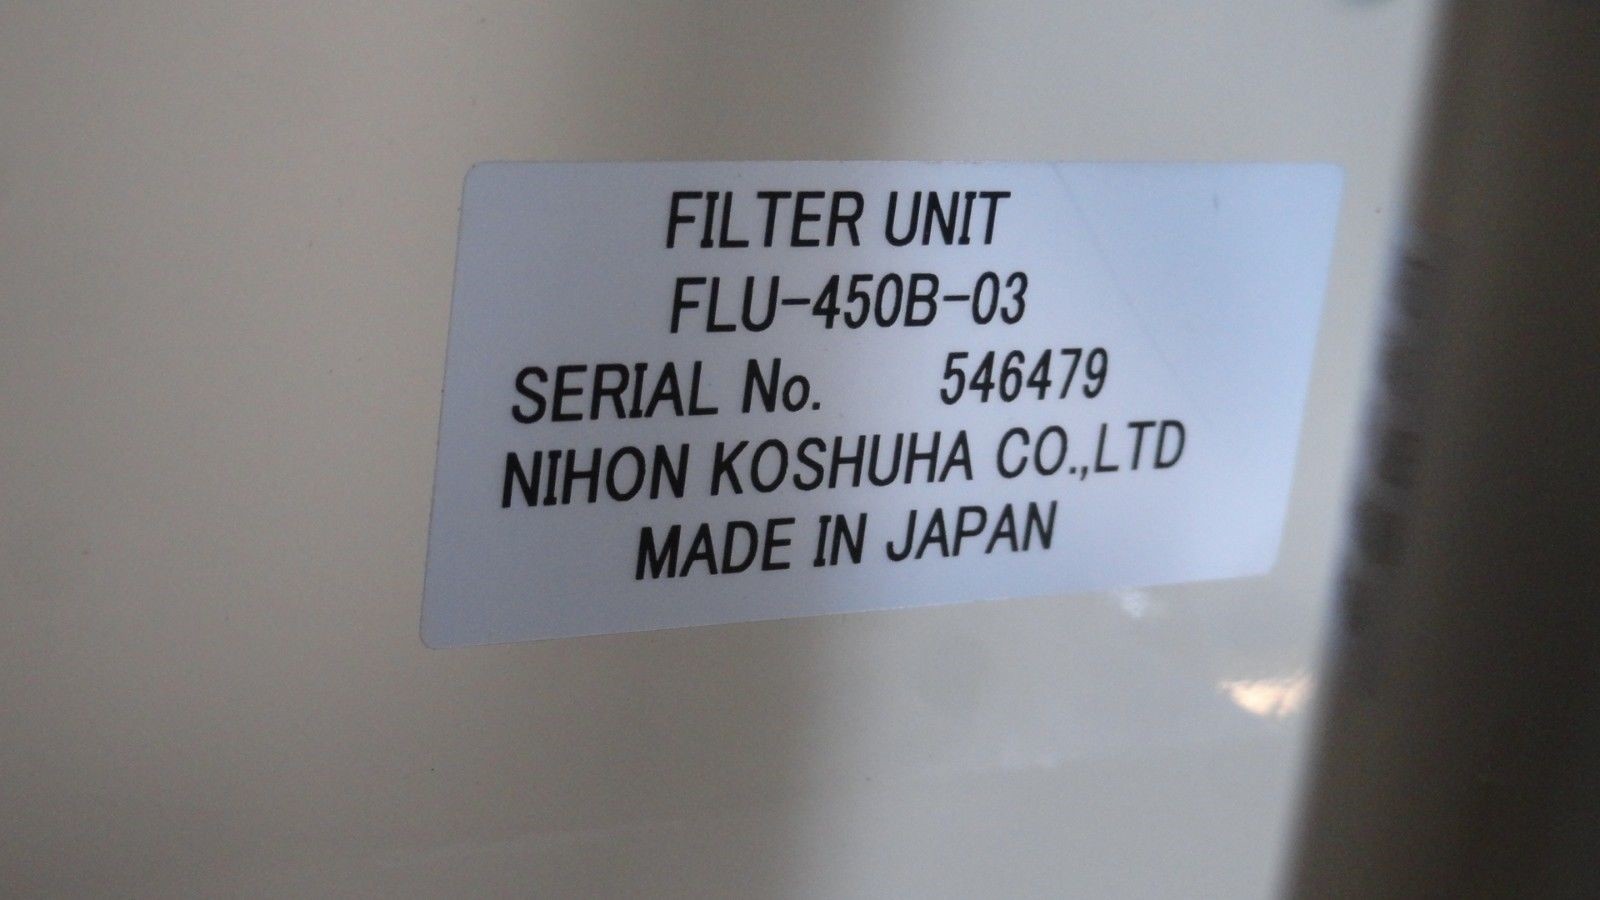 FILTER UNIT
FLU-450B-03
SERIAL No. 546479
NIHON KOSHUHA CO.,LTD
MADE IN JAPAN